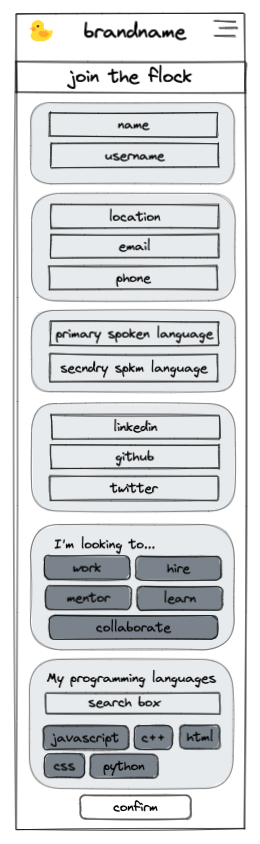 brandname
join the flock
name
username
location
email
phone
primary spoken language
secndry spkm language
linkedin
github
twitter
I'm looking to...
work hire
mentor learn
collaborate
My programming languages
search box
javascript c++ html
css python
confirm